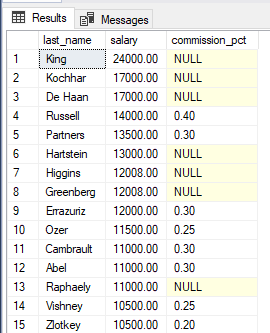 Results Messages
last_name salary commission_pct
1 King 24000.00 NULL
2 Kochhar 17000.00 NULL
3 De Haan 17000.00 NULL
4 Russell 14000.00 0.40
5 Partners 13500.00 0.30
6 Hartstein 13000.00 NULL
7 Higgins 12008.00 NULL
8 Greenberg 12008.00 NULL
9 Errazuriz 12000.00 0.30
10 Ozer 11500.00 0.25
11 Cambrault 11000.00 0.30
12 Abel 11000.00 0.30
13 Raphaely 11000.00 NULL
14 Vishney 10500.00 0.25
15 Zlotkey 10500.00 0.20